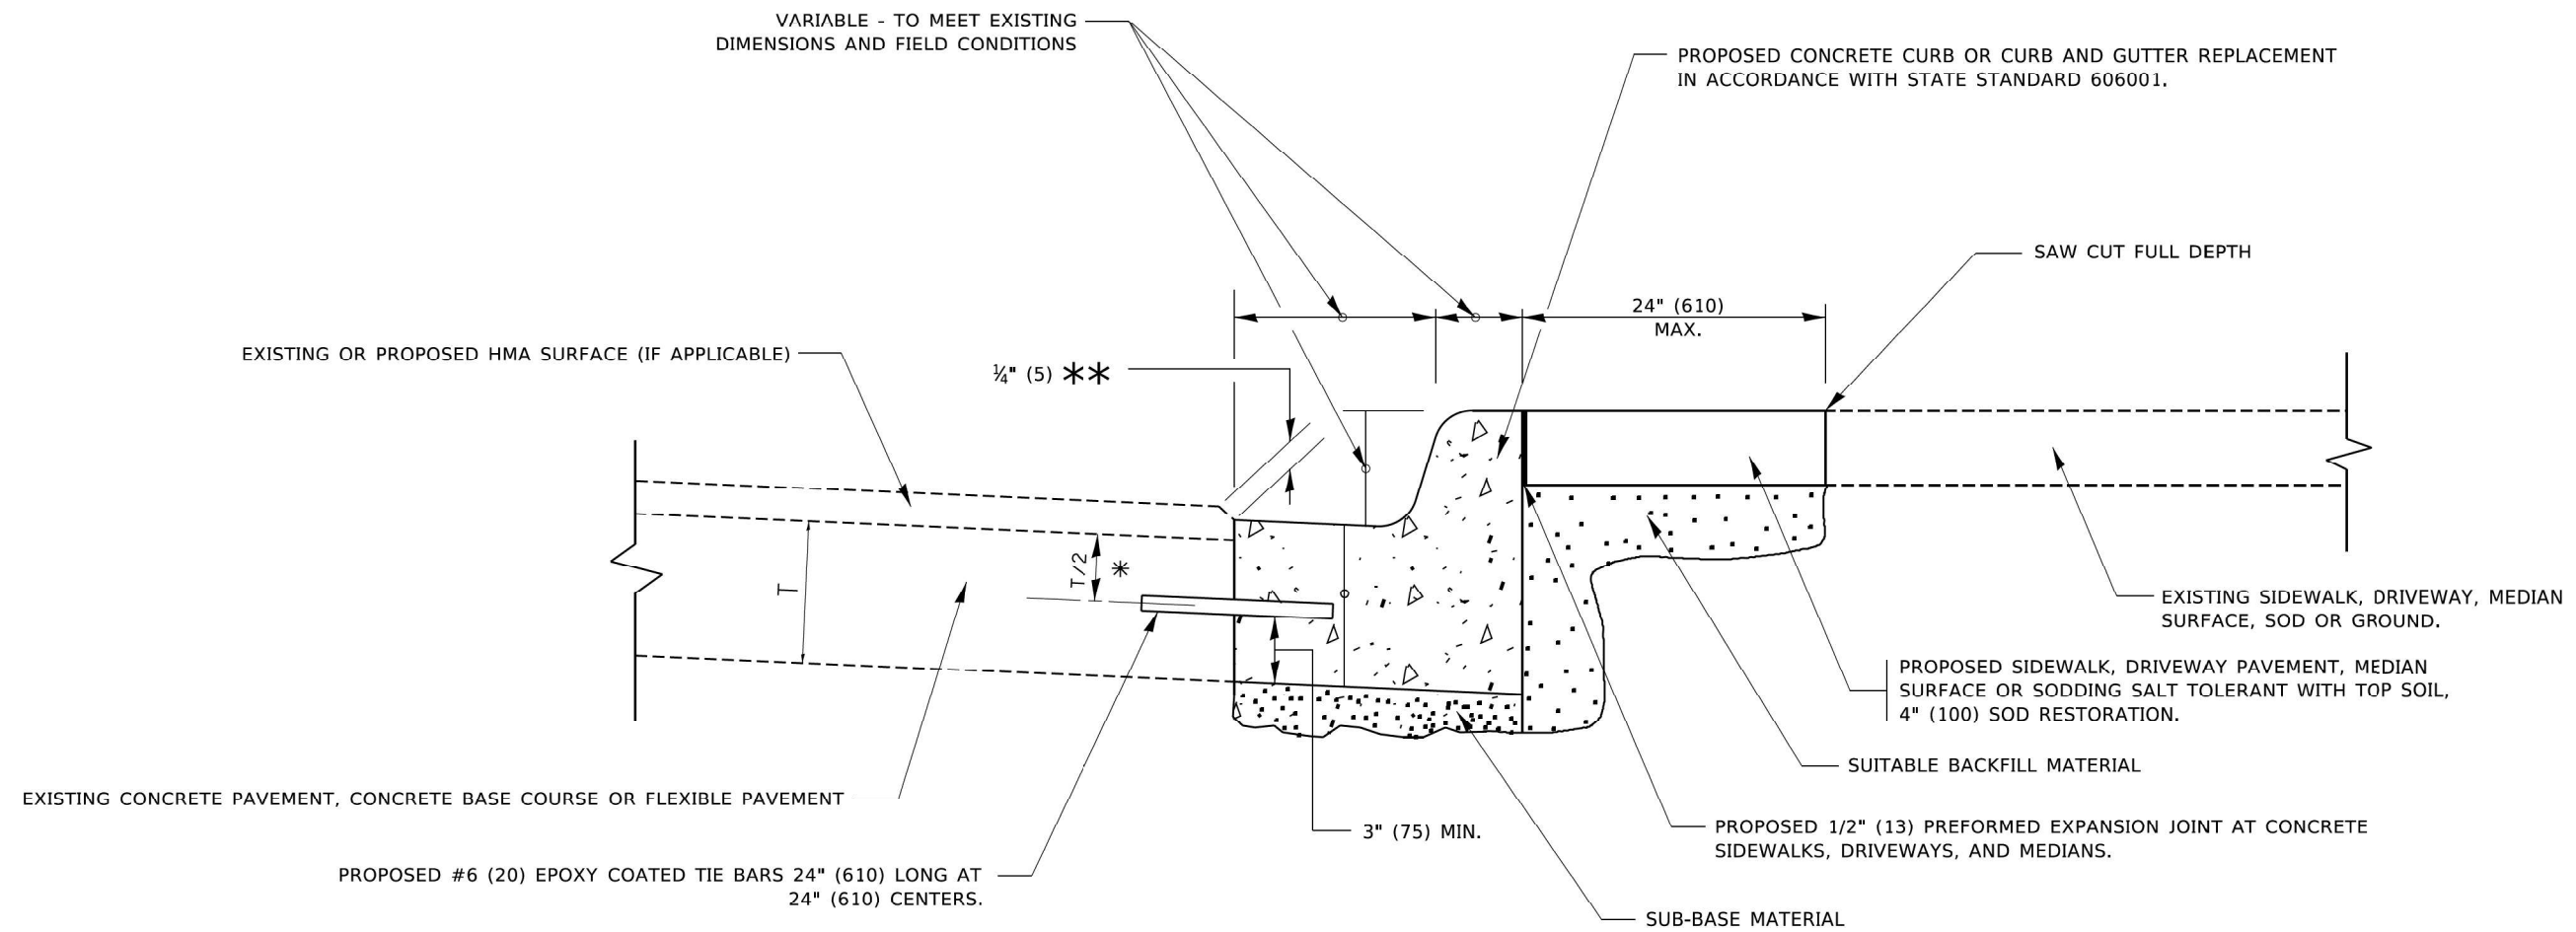 VARIABLE - TO MEET EXISTING
DIMENSIONS AND FIELD CONDITIONS
PROPOSED CONCRETE CURB OR CURB AND GUTTER REPLACEMENT
IN ACCORDANCE WITH STATE STANDARD 606001.
SAW CUT FULL DEPTH
24" (610)
MAX.
EXISTING OR PROPOSED HMA SURFACE (IF APPLICABLE)
¼" (5) **
T
T/2 *
EXISTING SIDEWALK, DRIVEWAY, MEDIAN
SURFACE, SOD OR GROUND.
PROPOSED SIDEWALK, DRIVEWAY PAVEMENT, MEDIAN
SURFACE OR SODDING SALT TOLERANT WITH TOP SOIL,
4" (100) SOD RESTORATION.
SUITABLE BACKFILL MATERIAL
EXISTING CONCRETE PAVEMENT, CONCRETE BASE COURSE OR FLEXIBLE PAVEMENT
3" (75) MIN.
PROPOSED 1/2" (13) PREFORMED EXPANSION JOINT AT CONCRETE
SIDEWALKS, DRIVEWAYS, AND MEDIANS.
PROPOSED #6 (20) EPOXY COATED TIE BARS 24" (610) LONG AT
24" (610) CENTERS.
SUB-BASE MATERIAL